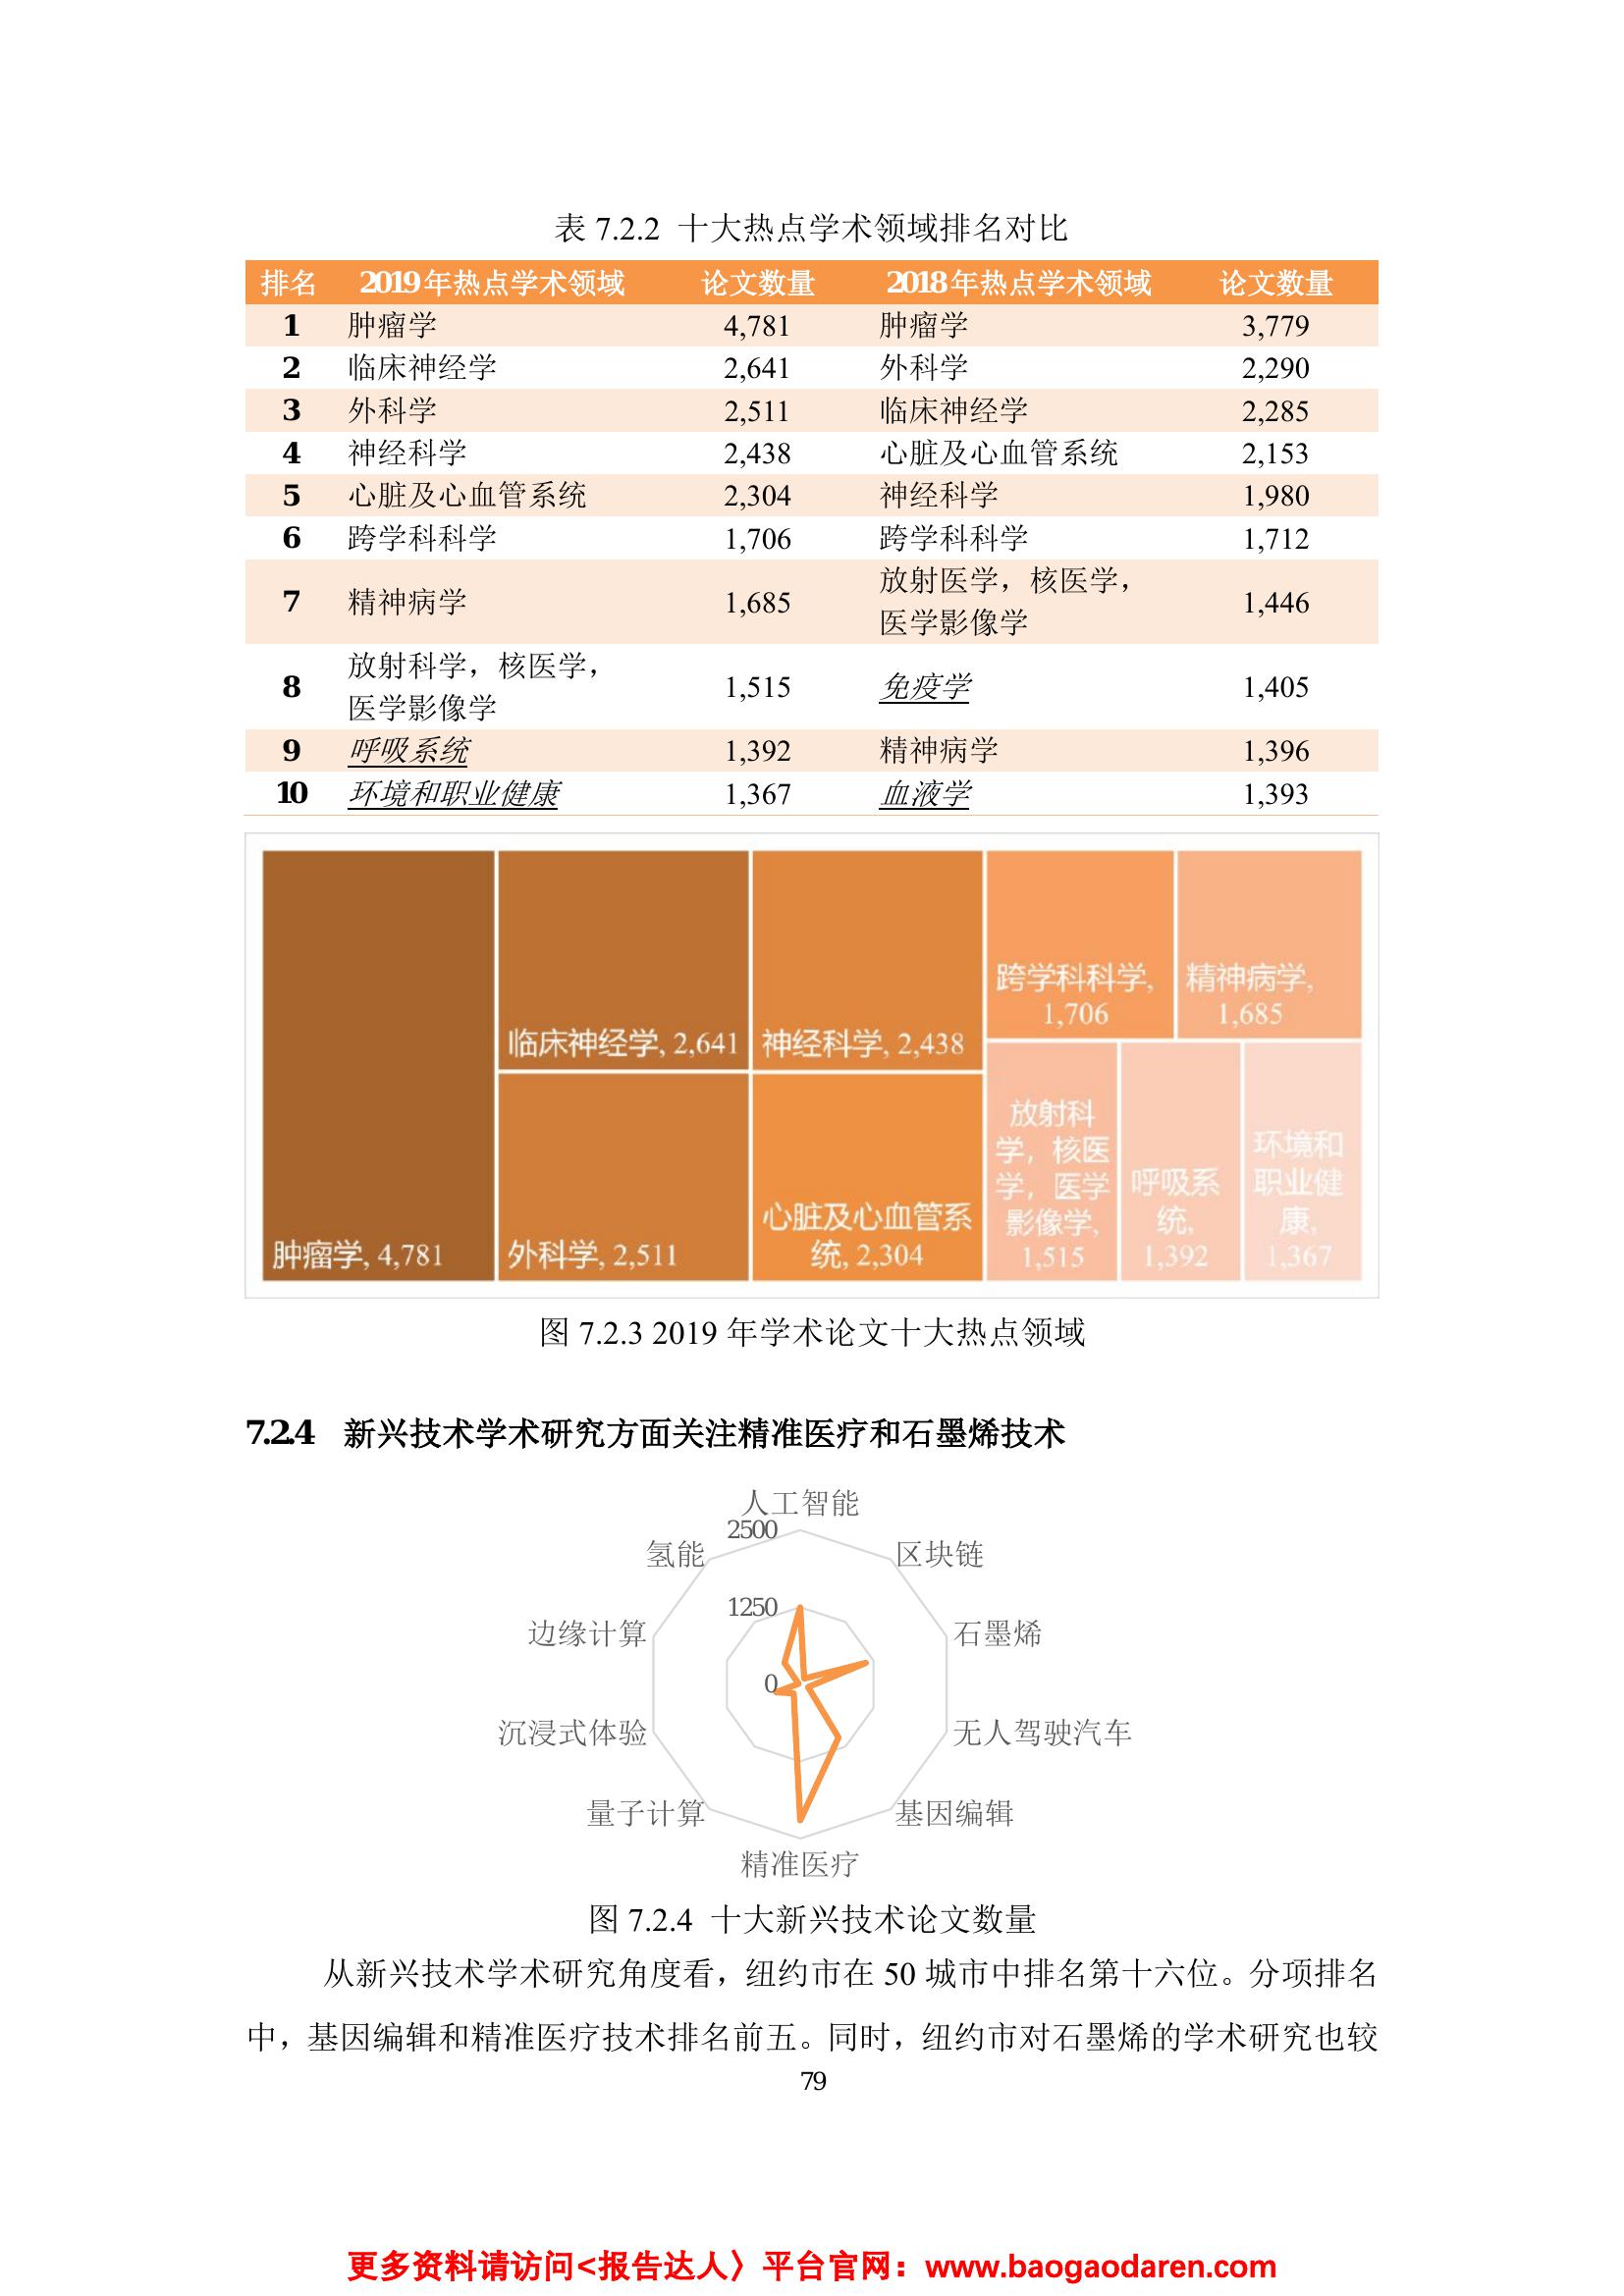 表 7.2.2 十大热点学术领域排名对比
排名 2019年热点学术领域 论文数量 2018年热点学术领域 论文数量
1 肿瘤学 4,781 肿瘤学 3,779
2 临床神经学 2,641 外科学 2,290
3 外科学 2,511 临床神经学 2,285
4 神经科学 2,438 心脏及心血管系统 2,153
5 心脏及心血管系统 2,304 神经科学 1,980
6 跨学科科学 1,706 跨学科科学 1,712
7 精神病学 1,685 放射医学，核医学，
医学影像学 1,446
8 放射科学，核医学，
医学影像学 1,515 免疫学 1,405
9 呼吸系统 1,392 精神病学 1,396
10 环境和职业健康 1,367 血液学 1,393
肿瘤学, 4,781
临床神经学, 2,641
外科学, 2,511
神经科学, 2,438
心脏及心血管系
统, 2,304
跨学科科学,
1,706
精神病学,
1,685
放射科
学，核医
学，医学
影像学,
1,515
呼吸系
统,
1,392
环境和
职业健
康,
1,367
图 7.2.3 2019 年学术论文十大热点领域
7.2.4 新兴技术学术研究方面关注精准医疗和石墨烯技术
人工智能
2500
氢能
区块链
1250
边缘计算
石墨烯
0
沉浸式体验
无人驾驶汽车
量子计算
基因编辑
精准医疗
图 7.2.4 十大新兴技术论文数量
从新兴技术学术研究角度看，纽约市在 50 城市中排名第十六位。分项排名
中，基因编辑和精准医疗技术排名前五。同时，纽约市对石墨烯的学术研究也较
79
更多资料请访问<报告达人〉平台官网：www.baogaodaren.com